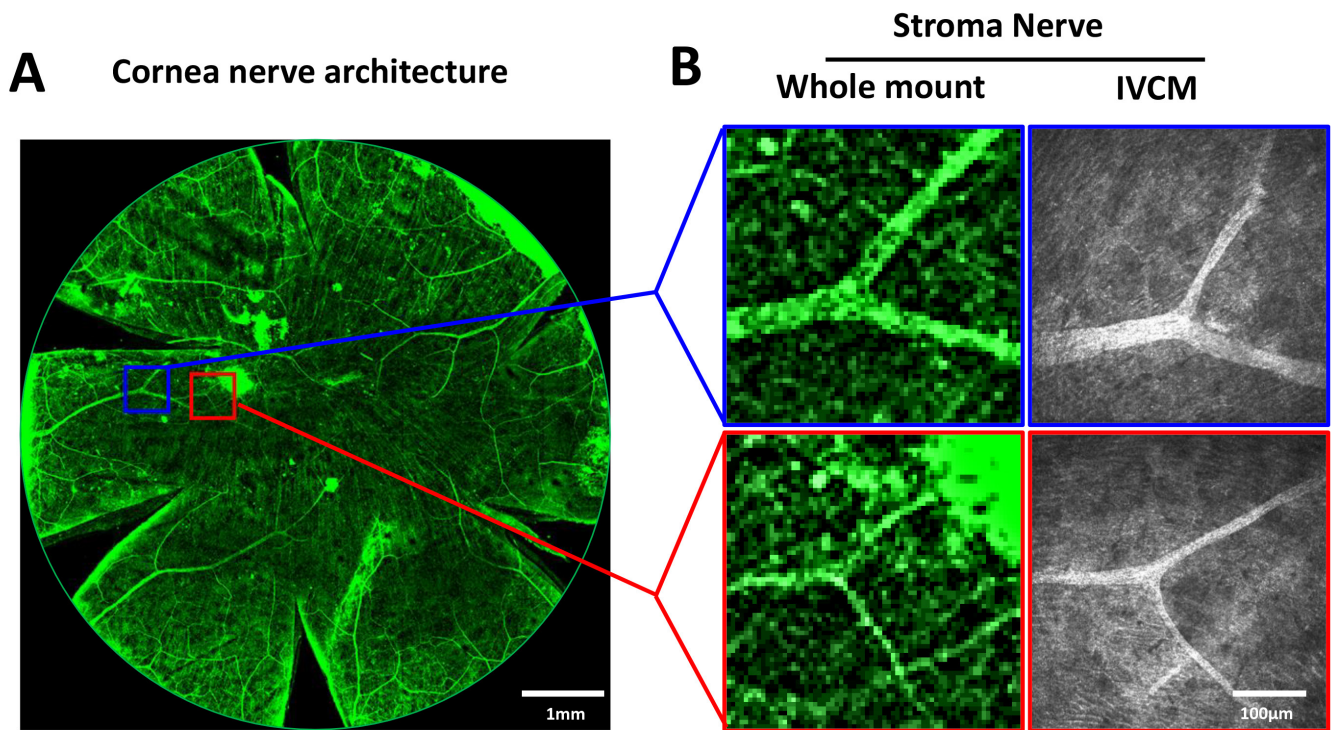 A
Cornea nerve architecture
1mm
B
Stroma Nerve
Whole mount
IVCM
100µm